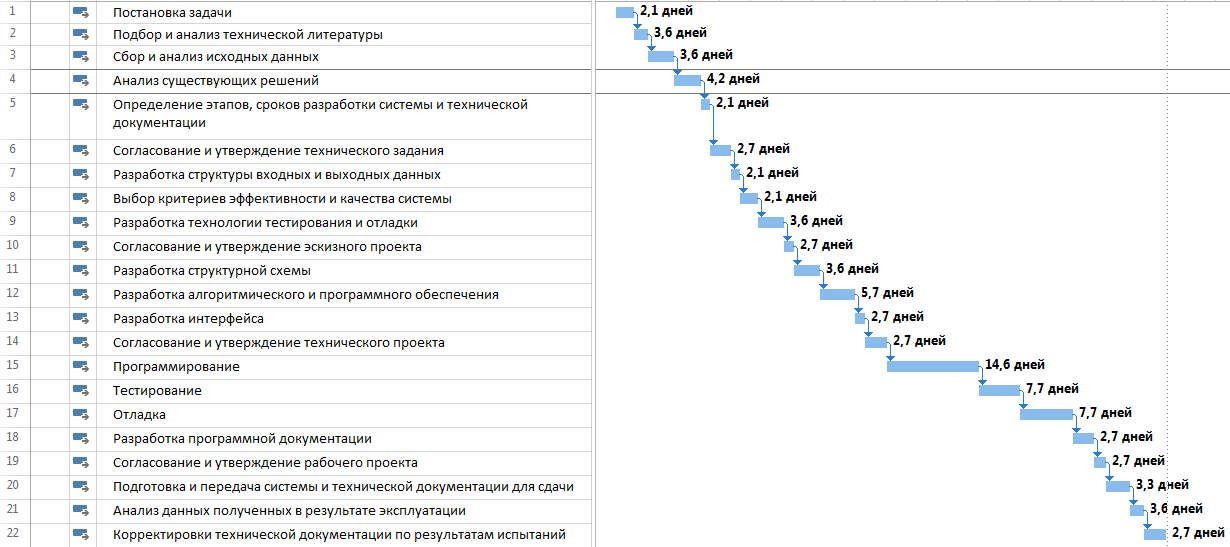 1 Постановка задачи 2,1 дней
2 Подбор и анализ технической литературы 3,6 дней
3 Сбор и анализ исходных данных 3,6 дней
4 Анализ существующих решений 4,2 дней
5 Определение этапов, сроков разработки системы и технической 2,1 дней
документации
6 Согласование и утверждение технического задания 2,7 дней
7 Разработка структуры входных и выходных данных 2,1 дней
8 Выбор критериев эффективности и качества системы 2,1 дней
9 Разработка технологии тестирования и отладки 3,6 дней
10 Согласование и утверждение эскизного проекта 2,7 дней
11 Разработка структурной схемы 3,6 дней
12 Разработка алгоритмического и программного обеспечения 5,7 дней
13 Разработка интерфейса 2,7 дней
14 Согласование и утверждение технического проекта 2,7 дней
15 Программирование 14,6 дней
16 Тестирование 7,7 дней
17 Отладка 7,7 дней
18 Разработка программной документации 2,7 дней
19 Согласование и утверждение рабочего проекта 2,7 дней
20 Подготовка и передача системы и технической документации для сдачи 3,3 дней
21 Анализ данных полученных в результате эксплуатации 3,6 дней
22 Корректировки технической документации по результатам испытаний 2,7 дней